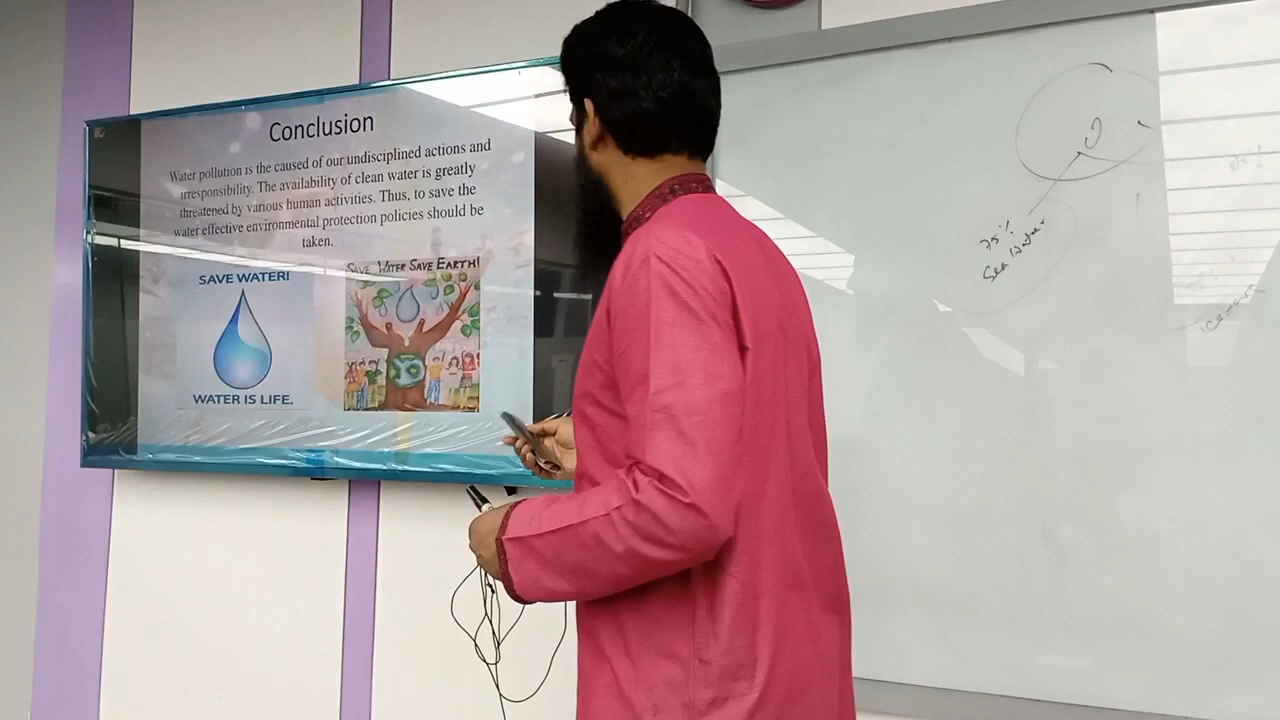 Conclusion
Water pollution is the caused of our undisciplined actions and
irresponsibility. The availability of clean water is greatly
threatened by various human activities. Thus, to save the
water effective environmental protection policies should be
taken.
SAVE WATER!
WATER IS LIFE.
SAVE WATER SAVE EARTH!
75%
Sea Water